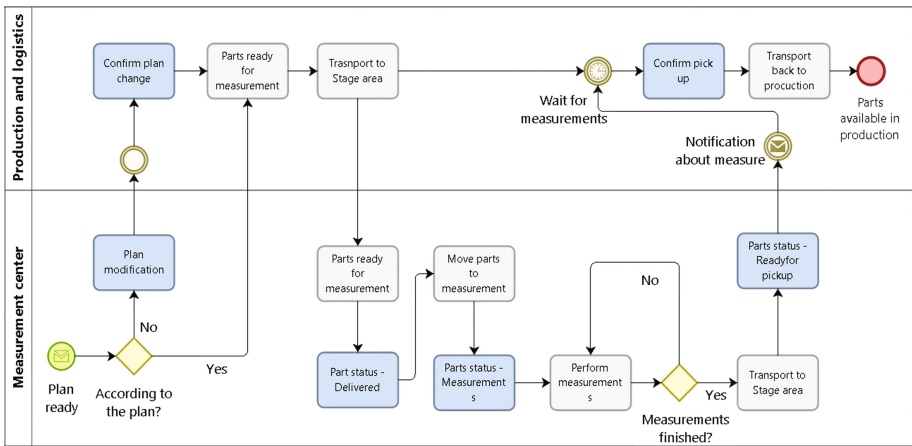 Production and logistics
Confirm plan
change
Parts ready
for
measurement
Transport to
Stage area
Wait for
measurements
Confirm pick
up
Transport
back to
procuction
Parts
available in
production
Notification
about measure
Measurement center
Plan
modification
No
Plan
ready
According to
the plan?
Yes
Parts ready
for
measurement
Part status -
Delivered
Move parts
to
measurement
Parts status -
Measurement
s
Perform
measurement
s
No
Measurements
finished?
Yes
Transport to
Stage area
Parts status -
Readyfor
pickup